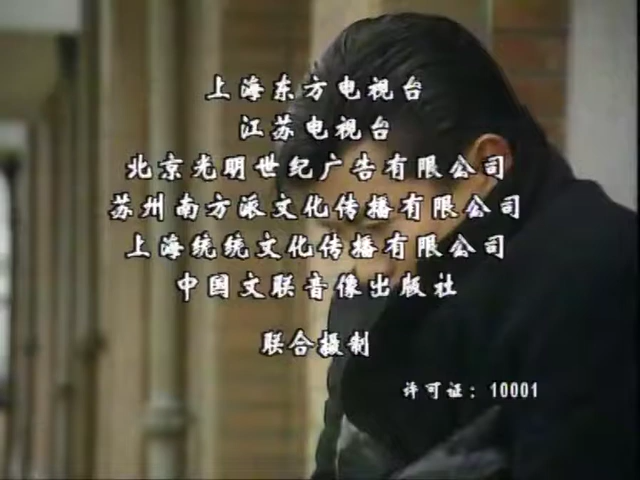 上海东方电视台
江苏电视台
北京光明世纪广告有限公司
苏州南方派文化传播有限公司
上海统统文化传播有限公司
中国文联音像出版社
联合摄制
许可证：10001